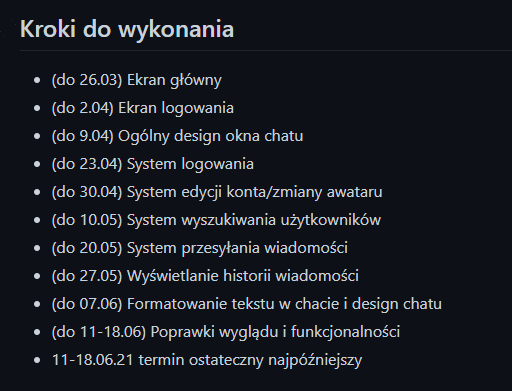 Kroki do wykonania
(do 26.03) Ekran główny
(do 2.04) Ekran logowania
(do 9.04) Ogólny design okna chatu
(do 23.04) System logowania
(do 30.04) System edycji konta/zmiany awataru
(do 10.05) System wyszukiwania użytkowników
(do 20.05) System przesyłania wiadomości
(do 27.05) Wyświetlanie historii wiadomości
(do 07.06) Formatowanie tekstu w chacie i design chatu
(do 11-18.06) Poprawki wyglądu i funkcjonalności
11-18.06.21 termin ostateczny najpóźniejszy